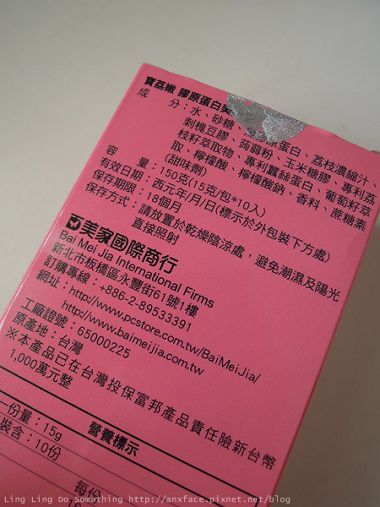 寶荔嫩 膠原蛋白
成 分：水、砂糖、蛋白、荔枝濃縮汁、
刺槐豆膠、蒟蒻粉、玉米糖膠、專利荔
枝籽萃取物、專利蠶絲蛋白、葡萄籽萃
取、檸檬酸、檸檬酸鈉、香料、蔗糖素
(甜味劑)
容 量：150克(15克/包*10入)
有效日期：西元年/月/日(標示於外包裝下方處)
保存期限：18個月
保存方式：請放置於乾燥陰涼處，避免潮濕及陽光
直接照射
美家國際商行
Bai Mei Jia International Firms
新北市板橋區永豐街61號1樓
訂購專線：+886-2-89533391
網址：http://www.pcstore.com.tw/BaiMeiJia/
http://www.baimeijia.com.tw/
工廠證號：65000225
原產地：台灣
※本產品已在台灣投保富邦產品責任險新台幣
1,000萬元整
營養標示
一份量：15g
裝含：10份
每份
Ling Ling Do Something http://anxface.pixnet.net/blog